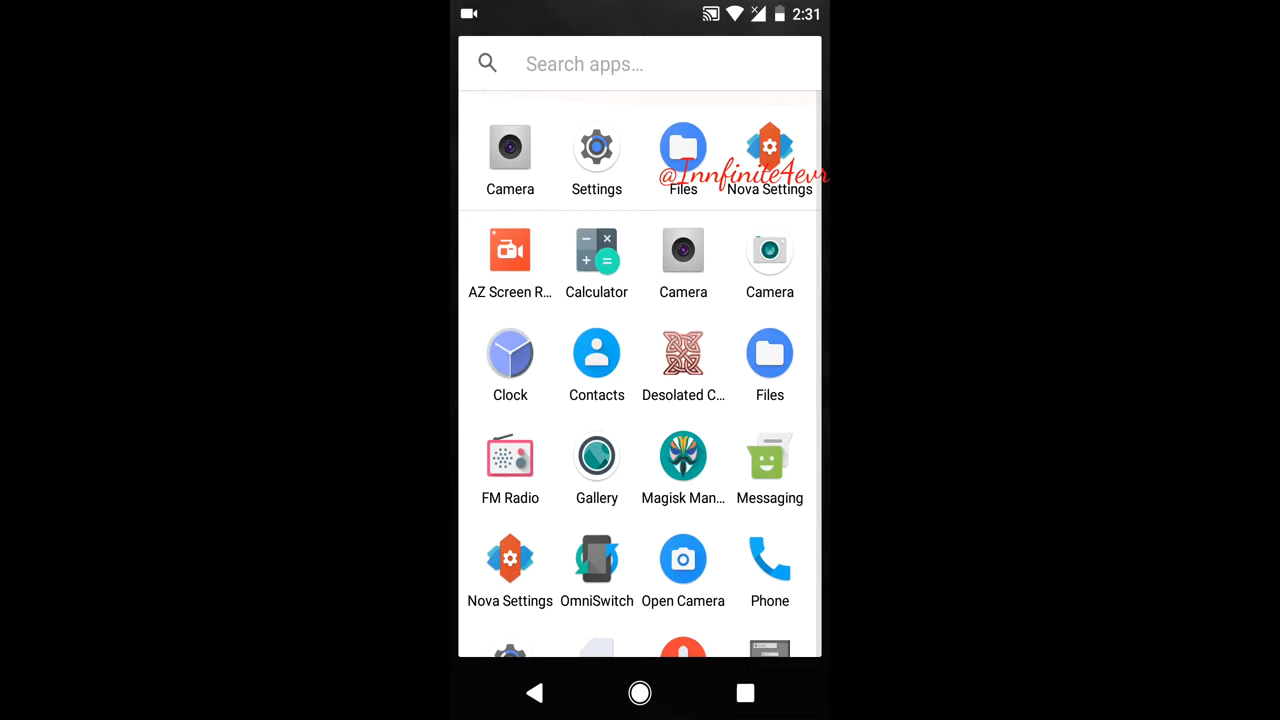 2:31
Search apps...
Camera Settings Files Nova Settings
@Innfinite4evr
AZ Screen R... Calculator Camera Camera
Clock Contacts Desolated C... Files
FM Radio Gallery Magisk Man... Messaging
Nova Settings OmniSwitch Open Camera Phone